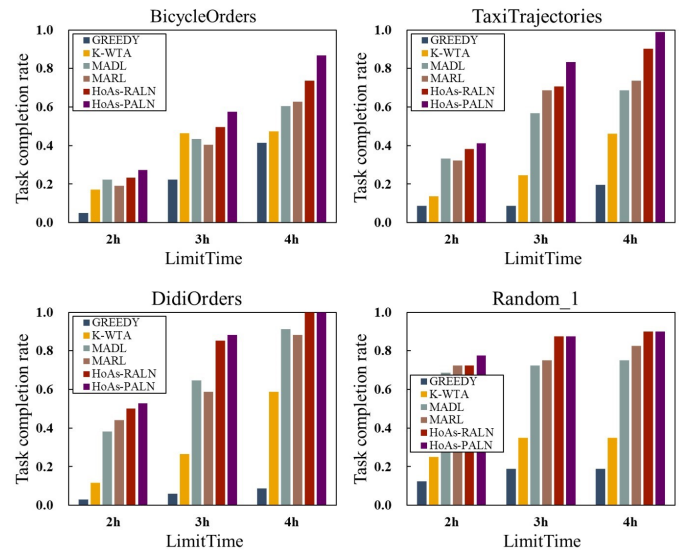 BicycleOrders
1.0
0.8
0.6
0.4
0.2
0.0
Task completion rate
GREEDY
K-WTA
MADL
MARL
HoAs-RALN
HoAs-PALN
2h 3h 4h
LimitTime
TaxiTrajectories
1.0
0.8
0.6
0.4
0.2
0.0
Task completion rate
GREEDY
K-WTA
MADL
MARL
HoAs-RALN
HoAs-PALN
2h 3h 4h
LimitTime
DidiOrders
1.0
0.8
0.6
0.4
0.2
0.0
Task completion rate
GREEDY
K-WTA
MADL
MARL
HoAs-RALN
HoAs-PALN
2h 3h 4h
LimitTime
Random_1
1.0
0.8
0.6
0.4
0.2
0.0
Task completion rate
GREEDY
K-WTA
MADL
MARL
HoAs-RALN
HoAs-PALN
2h 3h 4h
LimitTime